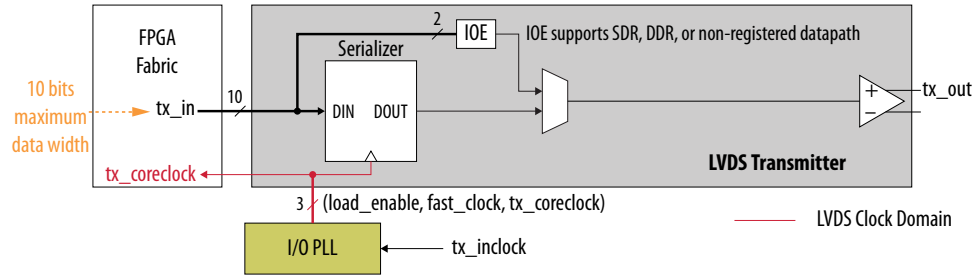 FPGA
Fabric
2
IOE
IOE supports SDR, DDR, or non-registered datapath
Serializer
10 bits
maximum
data width
tx_in
10
DIN
DOUT
+
−
tx_out
tx_coreclock
LVDS Transmitter
3
(load_enable, fast_clock, tx_coreclock)
LVDS Clock Domain
I/O PLL
tx_inclock